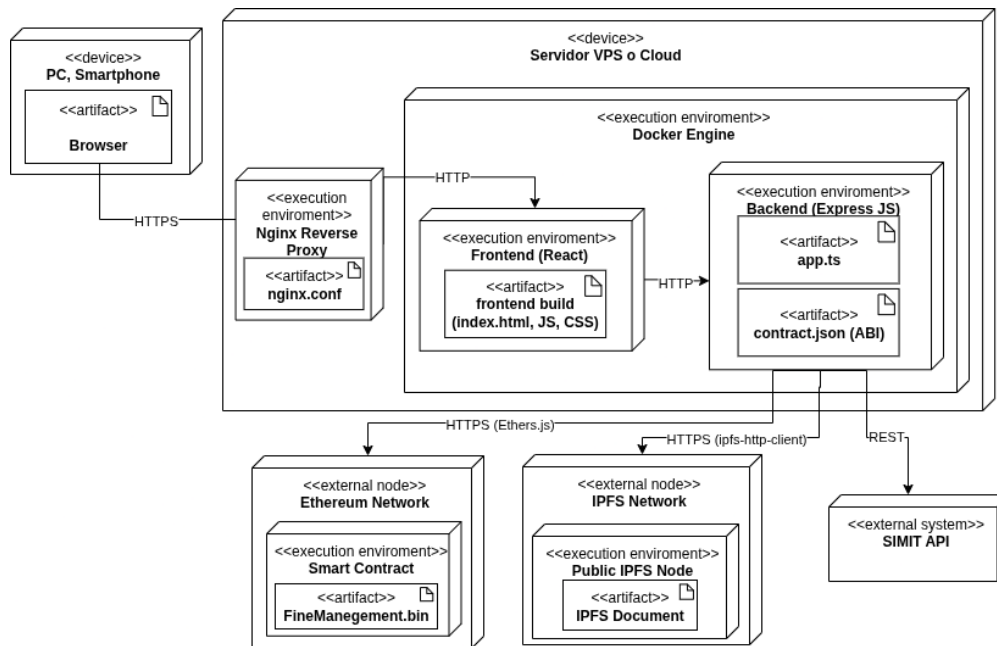 <<device>>
PC, Smartphone
<<artifact>>
Browser
HTTPS
<<device>>
Servidor VPS o Cloud
<<execution
enviroment>>
Nginx Reverse
Proxy
<<artifact>>
nginx.conf
HTTP
<<execution enviroment>>
Docker Engine
<<execution enviroment>>
Frontend (React)
<<artifact>>
frontend build
(index.html, JS, CSS)
HTTP
<<execution enviroment>>
Backend (Express JS)
<<artifact>>
app.ts
<<artifact>>
contract.json (ABI)
HTTPS (Ethers.js)
HTTPS (ipfs-http-client)
REST
<<external node>>
Ethereum Network
<<execution enviroment>>
Smart Contract
<<artifact>>
FineManegement.bin
<<external node>>
IPFS Network
<<execution enviroment>>
Public IPFS Node
<<artifact>>
IPFS Document
<<external system>>
SIMIT API